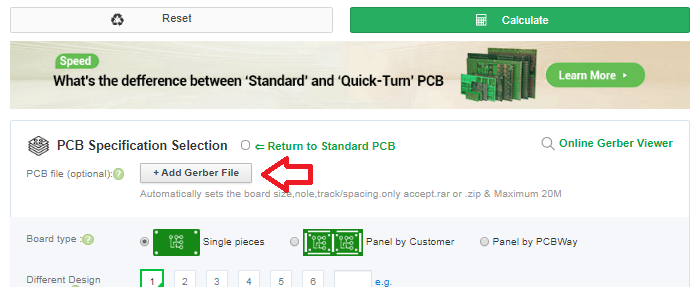 Reset
Calculate
Speed
What's the defference between 'Standard' and 'Quick-Turn' PCB
Learn More
PCB Specification Selection
⇐ Return to Standard PCB
Online Gerber Viewer
PCB file (optional):?
+ Add Gerber File
Automatically sets the board size,nole,track/spacing.only accept.rar or .zip & Maximum 20M
Board type :?
Single pieces
Panel by Customer
Panel by PCBWay
Different Design
1 2 3 4 5 6
e.g.